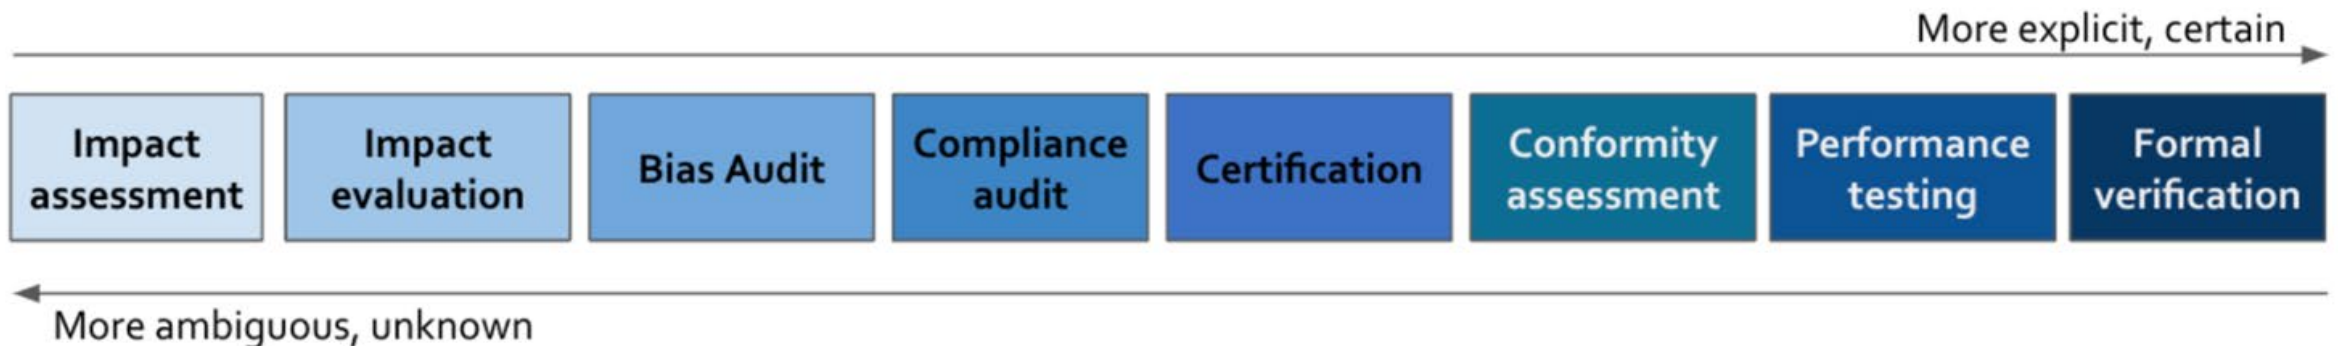 More explicit, certain
Impact
assessment
Impact
evaluation
Bias Audit
Compliance
audit
Certification
Conformity
assessment
Performance
testing
Formal
verification
More ambiguous, unknown